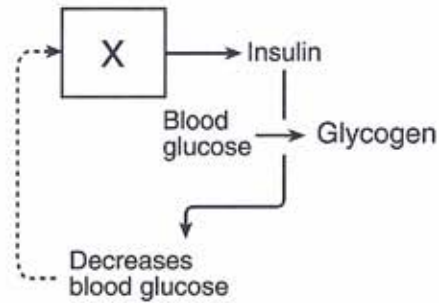 X
Insulin
Blood
glucose
Glycogen
Decreases
blood glucose